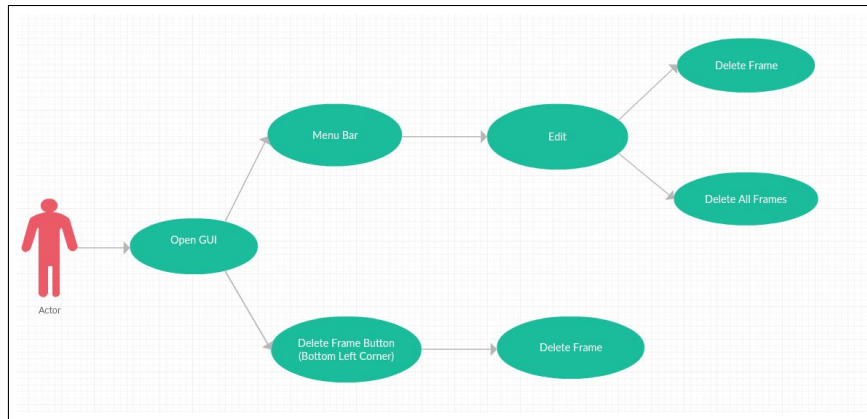 Delete Frame
Menu Bar
Edit
Delete All Frames
Open GUI
Actor
Delete Frame Button
(Bottom Left Corner)
Delete Frame